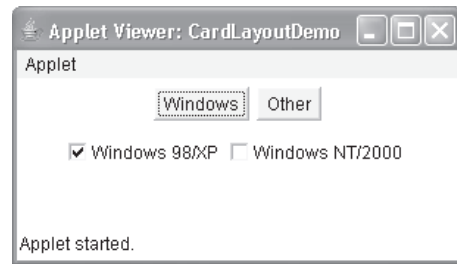 Applet Viewer: CardLayoutDemo
Applet
Windows Other
Windows 98/XP Windows NT/2000
Applet started.